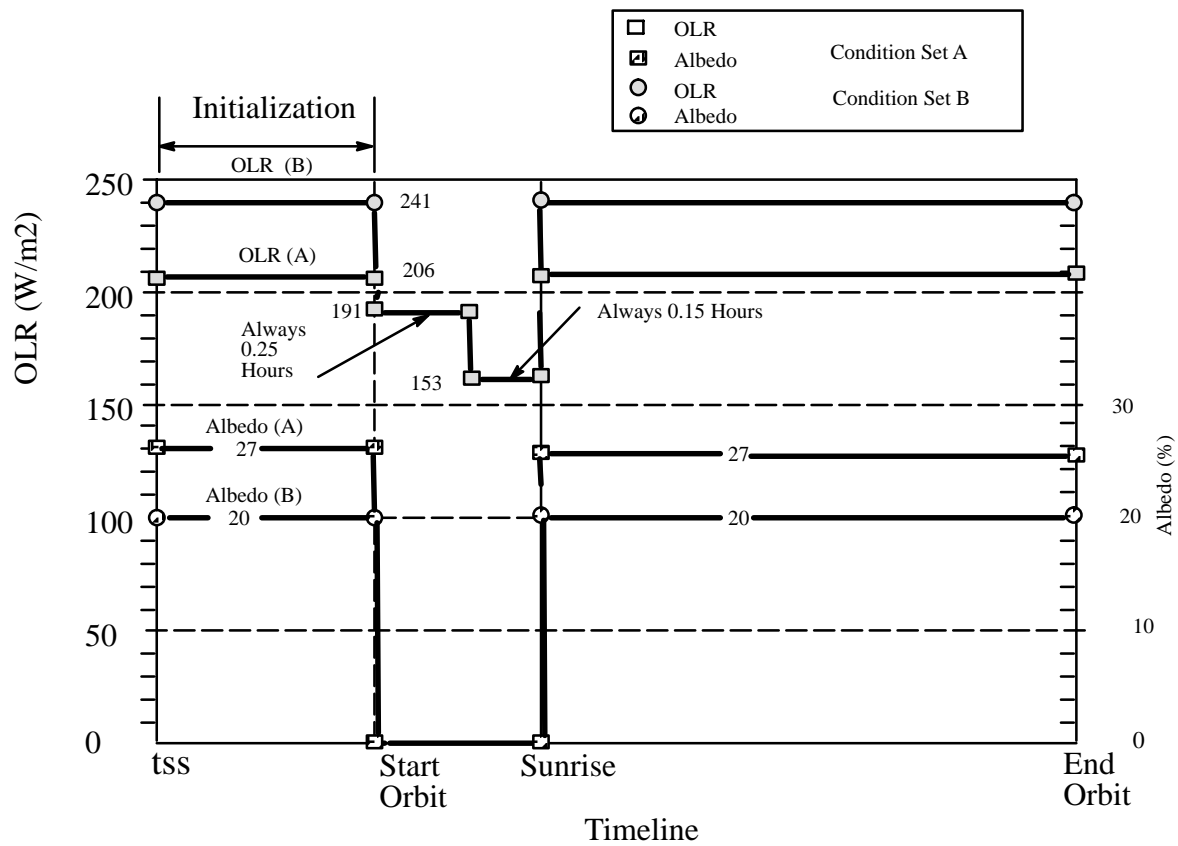 OLR
Albedo
Condition Set A
OLR
Albedo
Condition Set B
Initialization
OLR (B)
250
241
OLR (A)
206
200
191
Always
0.25
Hours
Always 0.15 Hours
153
150
30
Albedo (A)
27
27
Albedo (B)
100
20
20
20
50
10
0
0
OLR (W/m2)
Albedo (%)
tss
Start
Orbit
Sunrise
End
Orbit
Timeline